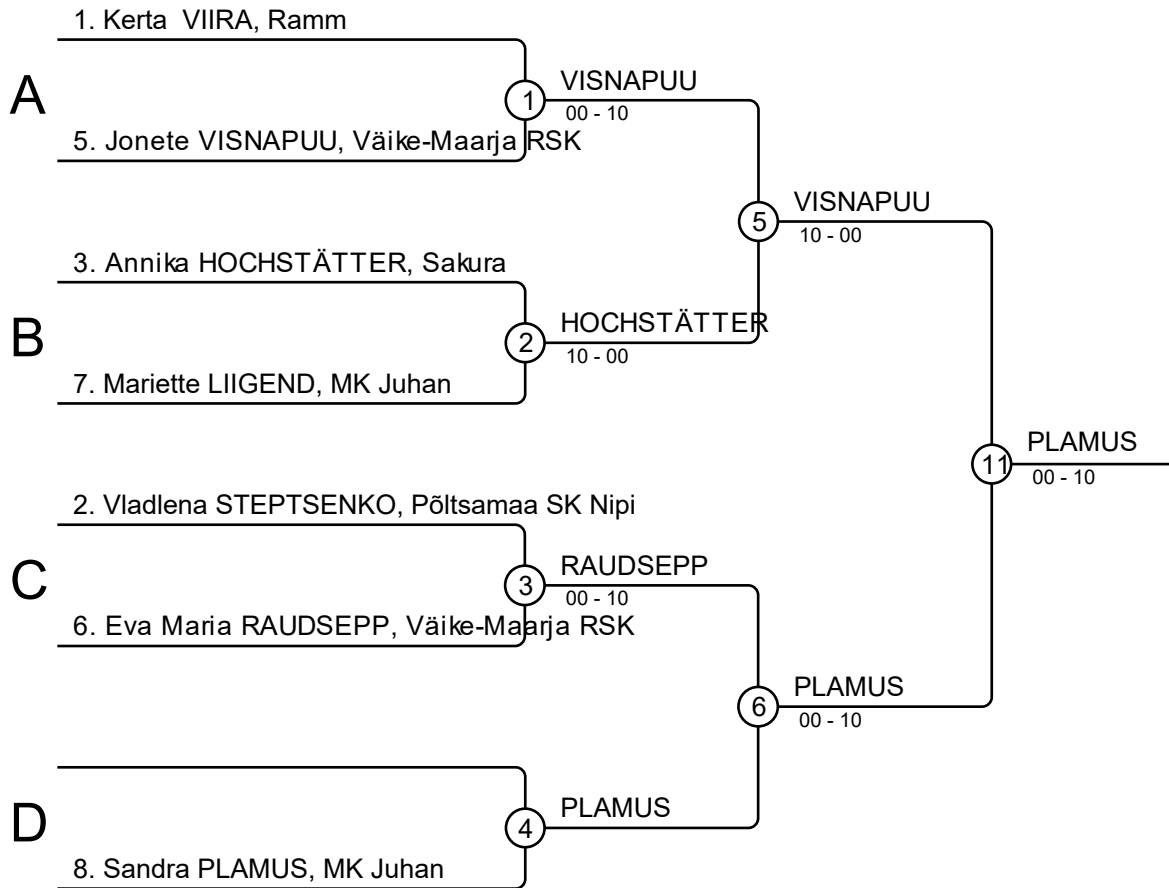 1. Kerta  VIIRA, Ramm
A
1
VISNAPUU
00 - 10
5. Jonete VISNAPUU, Väike-Maarja RSK
5
VISNAPUU
10 - 00
3. Annika HOCHSTÄTTER, Sakura
B
2
HOCHSTÄTTER
10 - 00
7. Mariette LIIGEND, MK Juhan
11
PLAMUS
00 - 10
2. Vladlena STEPTSENKO, Põltsamaa SK Nipi
C
3
RAUDSEPP
00 - 10
6. Eva Maria RAUDSEPP, Väike-Maarja RSK
6
PLAMUS
00 - 10
D
4
PLAMUS
8. Sandra PLAMUS, MK Juhan